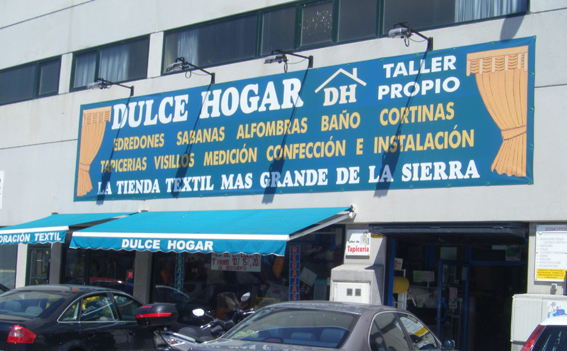 DULCE HOGAR DH TALLER PROPIO
EDREDONES SABANAS ALFOMBRAS BAÑO CORTINAS
TAPICERIAS VISILLOS MEDICIÓN CONFECCIÓN E INSTALACIÓN
LA TIENDA TEXTIL MAS GRANDE DE LA SIERRA
ORACIÓN TEXTIL
DULCE HOGAR
Tapicería